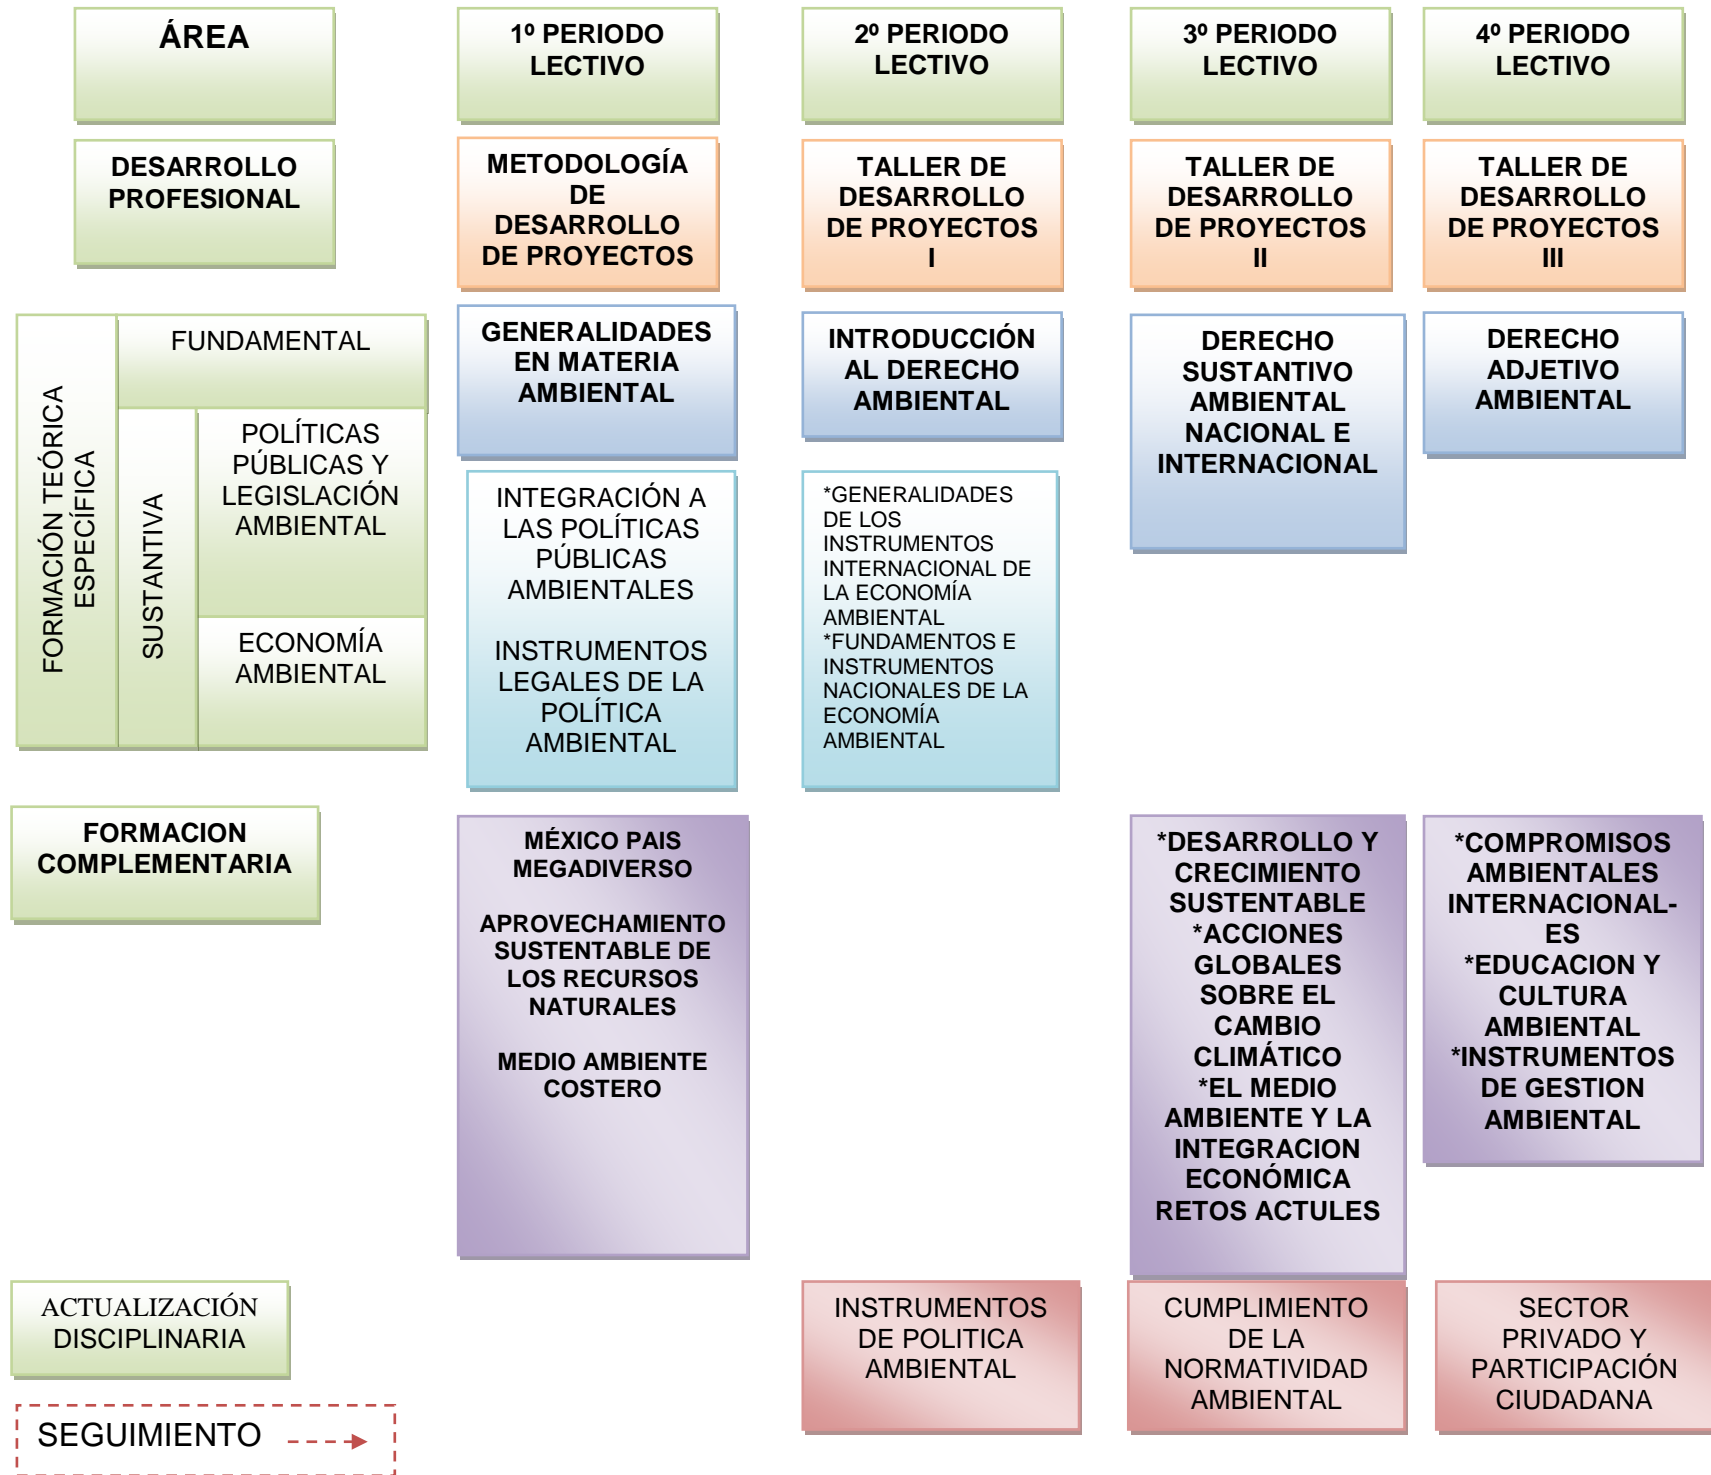 ÁREA
1º PERIODO
LECTIVO
2º PERIODO
LECTIVO
3º PERIODO
LECTIVO
4º PERIODO
LECTIVO
DESARROLLO
PROFESIONAL
METODOLOGÍA
DE
DESARROLLO
DE PROYECTOS
TALLER DE
DESARROLLO
DE PROYECTOS
I
TALLER DE
DESARROLLO
DE PROYECTOS
II
TALLER DE
DESARROLLO
DE PROYECTOS
III
FORMACIÓN TEÓRICA
ESPECÍFICA
FUNDAMENTAL
SUSTANTIVA
POLÍTICAS
PÚBLICAS Y
LEGISLACIÓN
AMBIENTAL
ECONOMÍA
AMBIENTAL
GENERALIDADES
EN MATERIA
AMBIENTAL
INTRODUCCIÓN
AL DERECHO
AMBIENTAL
DERECHO
SUSTANTIVO
AMBIENTAL
NACIONAL E
INTERNACIONAL
DERECHO
ADJETIVO
AMBIENTAL
INTEGRACIÓN A
LAS POLÍTICAS
PÚBLICAS
AMBIENTALES
INSTRUMENTOS
LEGALES DE LA
POLÍTICA
AMBIENTAL
*GENERALIDADES
DE LOS
INSTRUMENTOS
INTERNACIONAL DE
LA ECONOMÍA
AMBIENTAL
*FUNDAMENTOS E
INSTRUMENTOS
NACIONALES DE LA
ECONOMÍA
AMBIENTAL
FORMACION
COMPLEMENTARIA
MÉXICO PAIS
MEGADIVERSO
APROVECHAMIENTO
SUSTENTABLE DE
LOS RECURSOS
NATURALES
MEDIO AMBIENTE
COSTERO
*DESARROLLO Y
CRECIMIENTO
SUSTENTABLE
*ACCIONES
GLOBALES
SOBRE EL
CAMBIO
CLIMÁTICO
*EL MEDIO
AMBIENTE Y LA
INTEGRACION
ECONÓMICA
RETOS ACTULES
*COMPROMISOS
AMBIENTALES
INTERNACIONAL-
ES
*EDUCACION Y
CULTURA
AMBIENTAL
*INSTRUMENTOS
DE GESTION
AMBIENTAL
ACTUALIZACIÓN
DISCIPLINARIA
INSTRUMENTOS
DE POLITICA
AMBIENTAL
CUMPLIMIENTO
DE LA
NORMATIVIDAD
AMBIENTAL
SECTOR
PRIVADO Y
PARTICIPACIÓN
CIUDADANA
SEGUIMIENTO